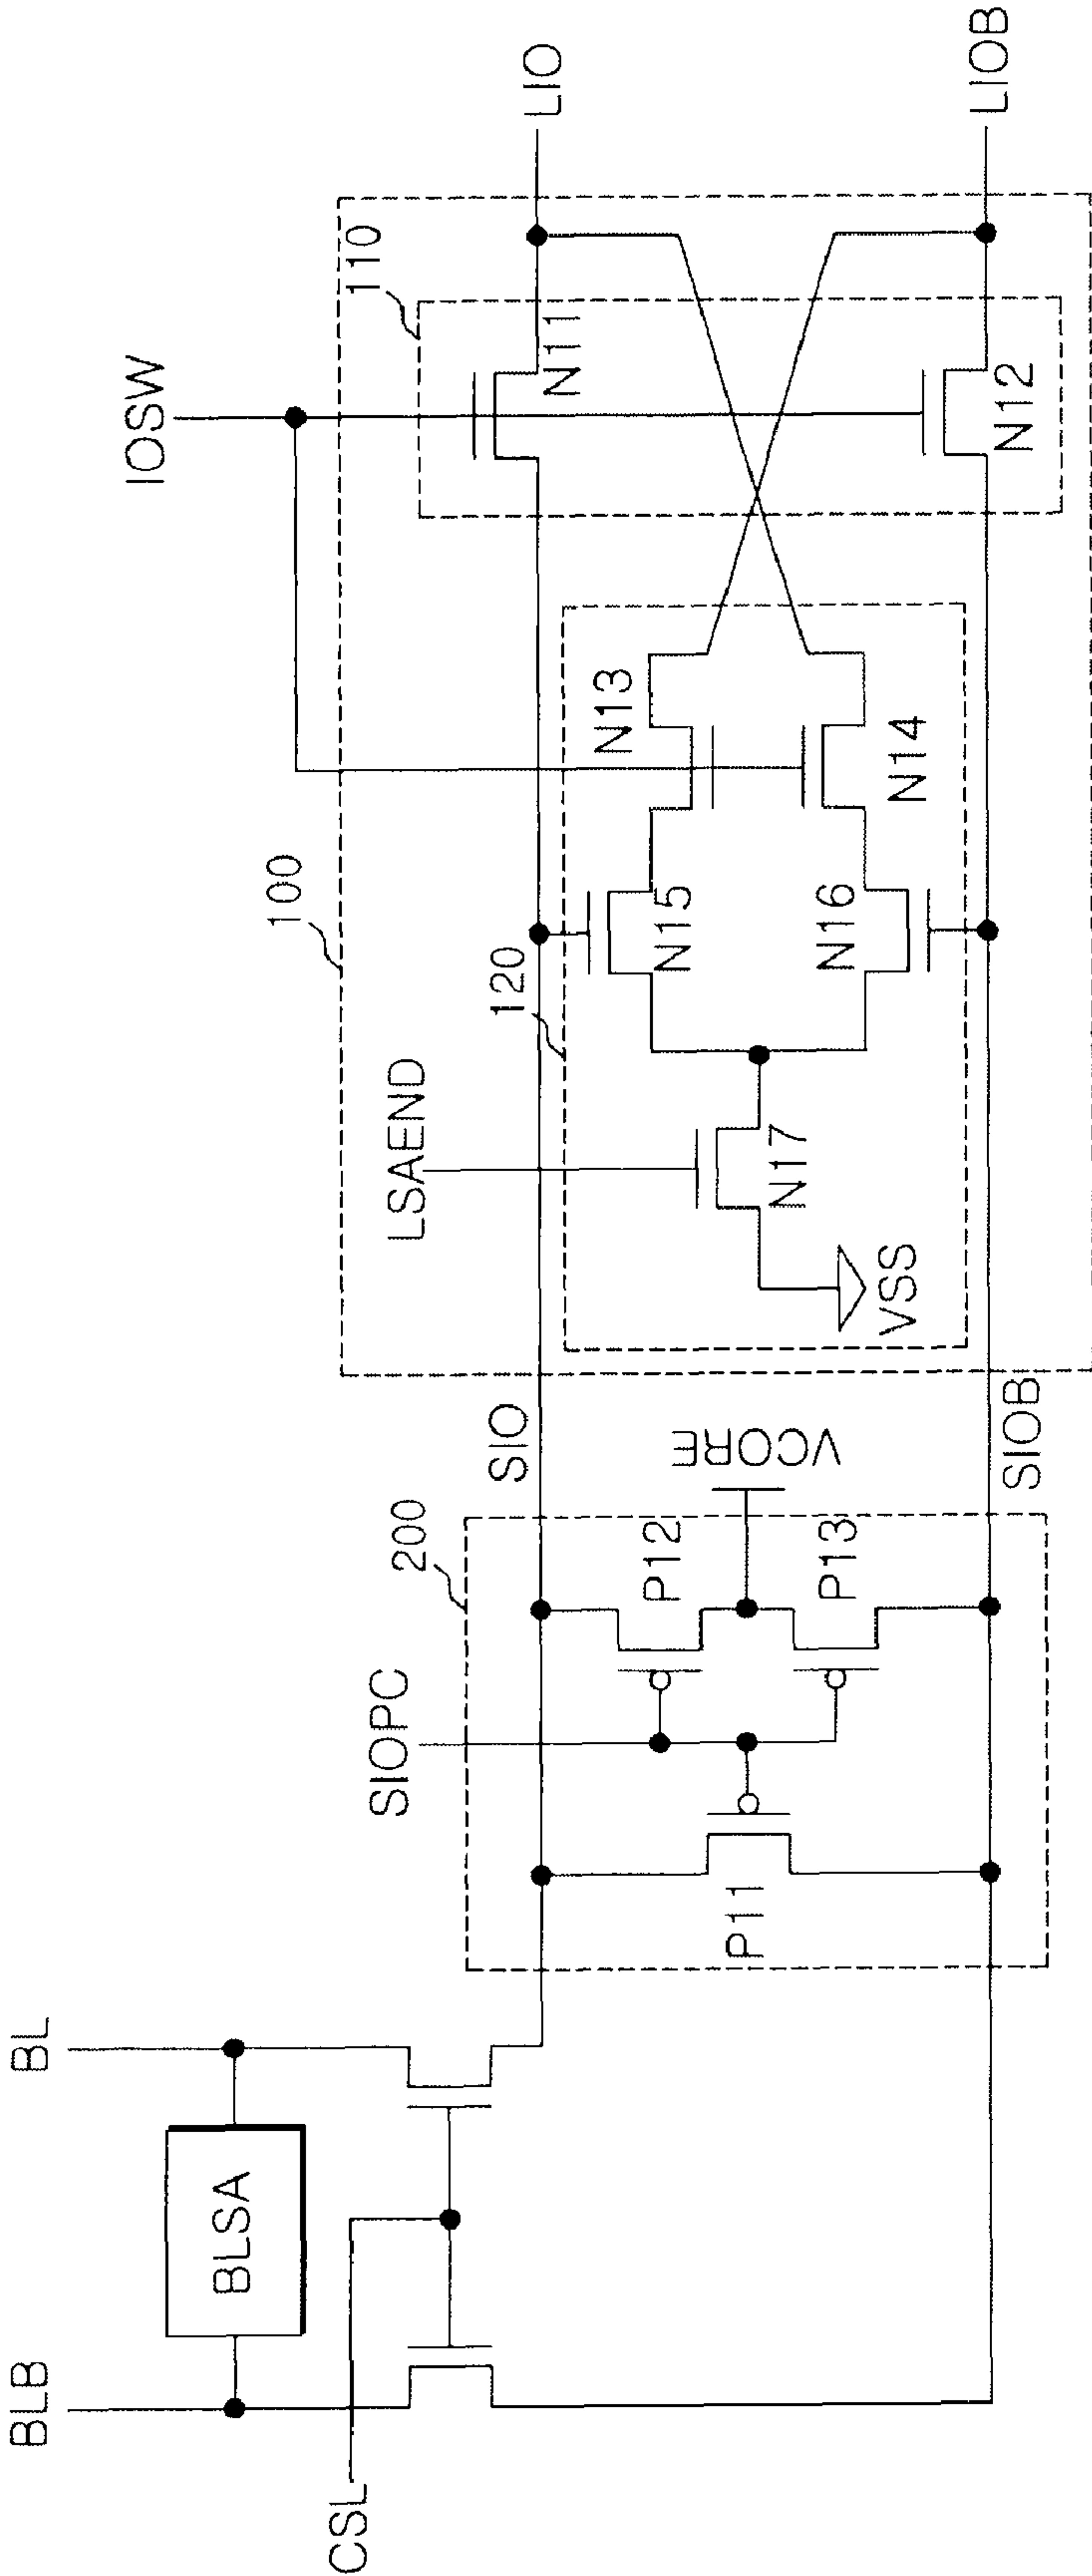 BLB
BL
BLSA
CSL
SIOPC
200
P11
P12
P13
VCORE
SIO
SIOB
100
LSAEND
120
N17
VSS
N15
N16
N13
N14
IOSW
110
N11
N12
LIO
LIOB